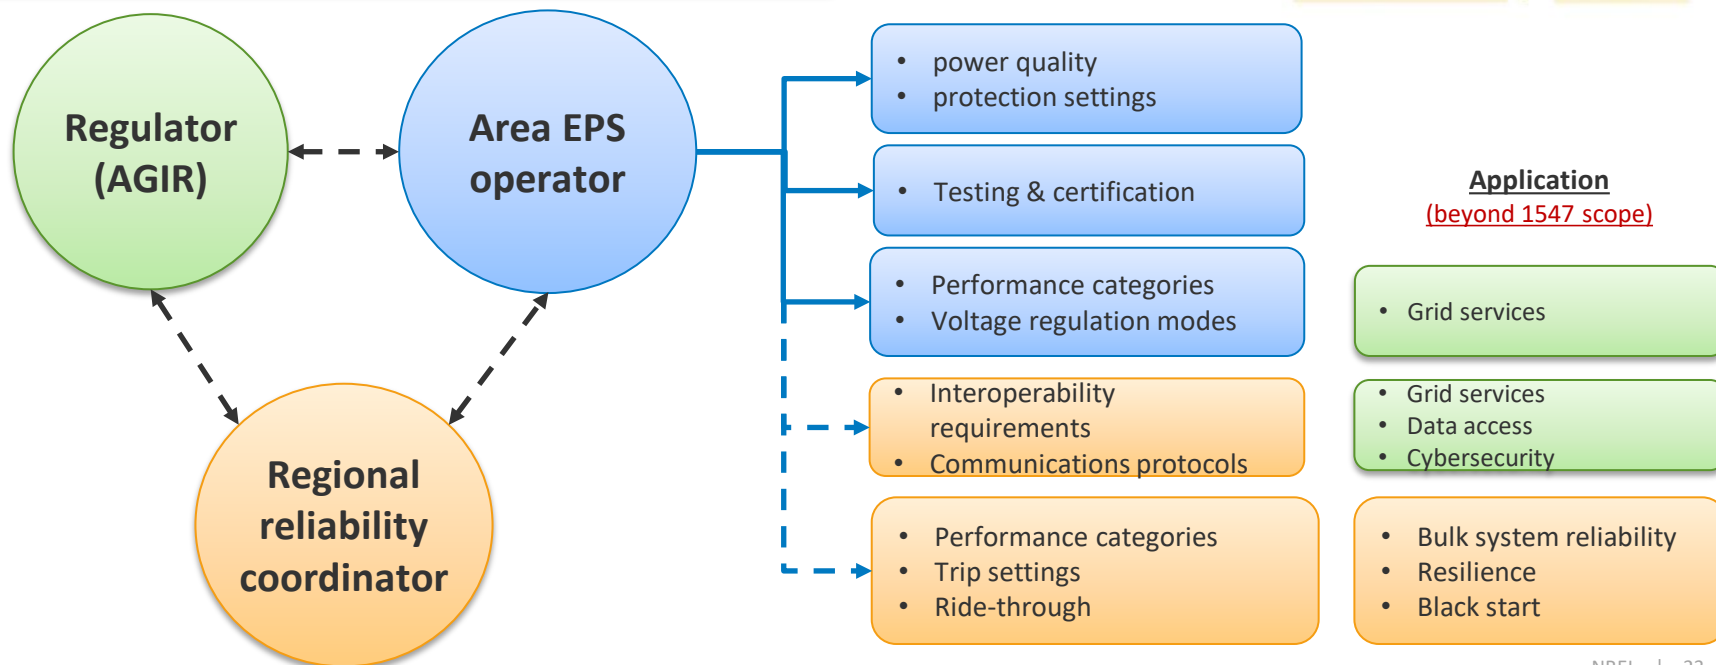 Regulator
(AGIR)
Area EPS
operator
Regional
reliability
coordinator
• power quality
• protection settings
• Testing & certification
• Performance categories
• Voltage regulation modes
• Interoperability
requirements
• Communications protocols
• Performance categories
• Trip settings
• Ride-through
Application
(beyond 1547 scope)
• Grid services
• Grid services
• Data access
• Cybersecurity
• Bulk system reliability
• Resilience
• Black start